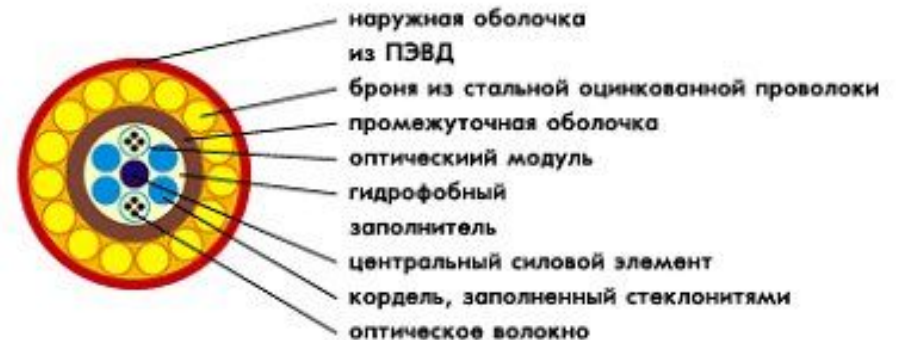 наружная оболочка
из ПЭВД
броня из стальной оцинкованной проволоки
промежуточная оболочка
оптическиий модуль
гидрофобный
заполнитель
центральный силовой элемент
кордель, заполненный стеклонитями
оптическое волокно